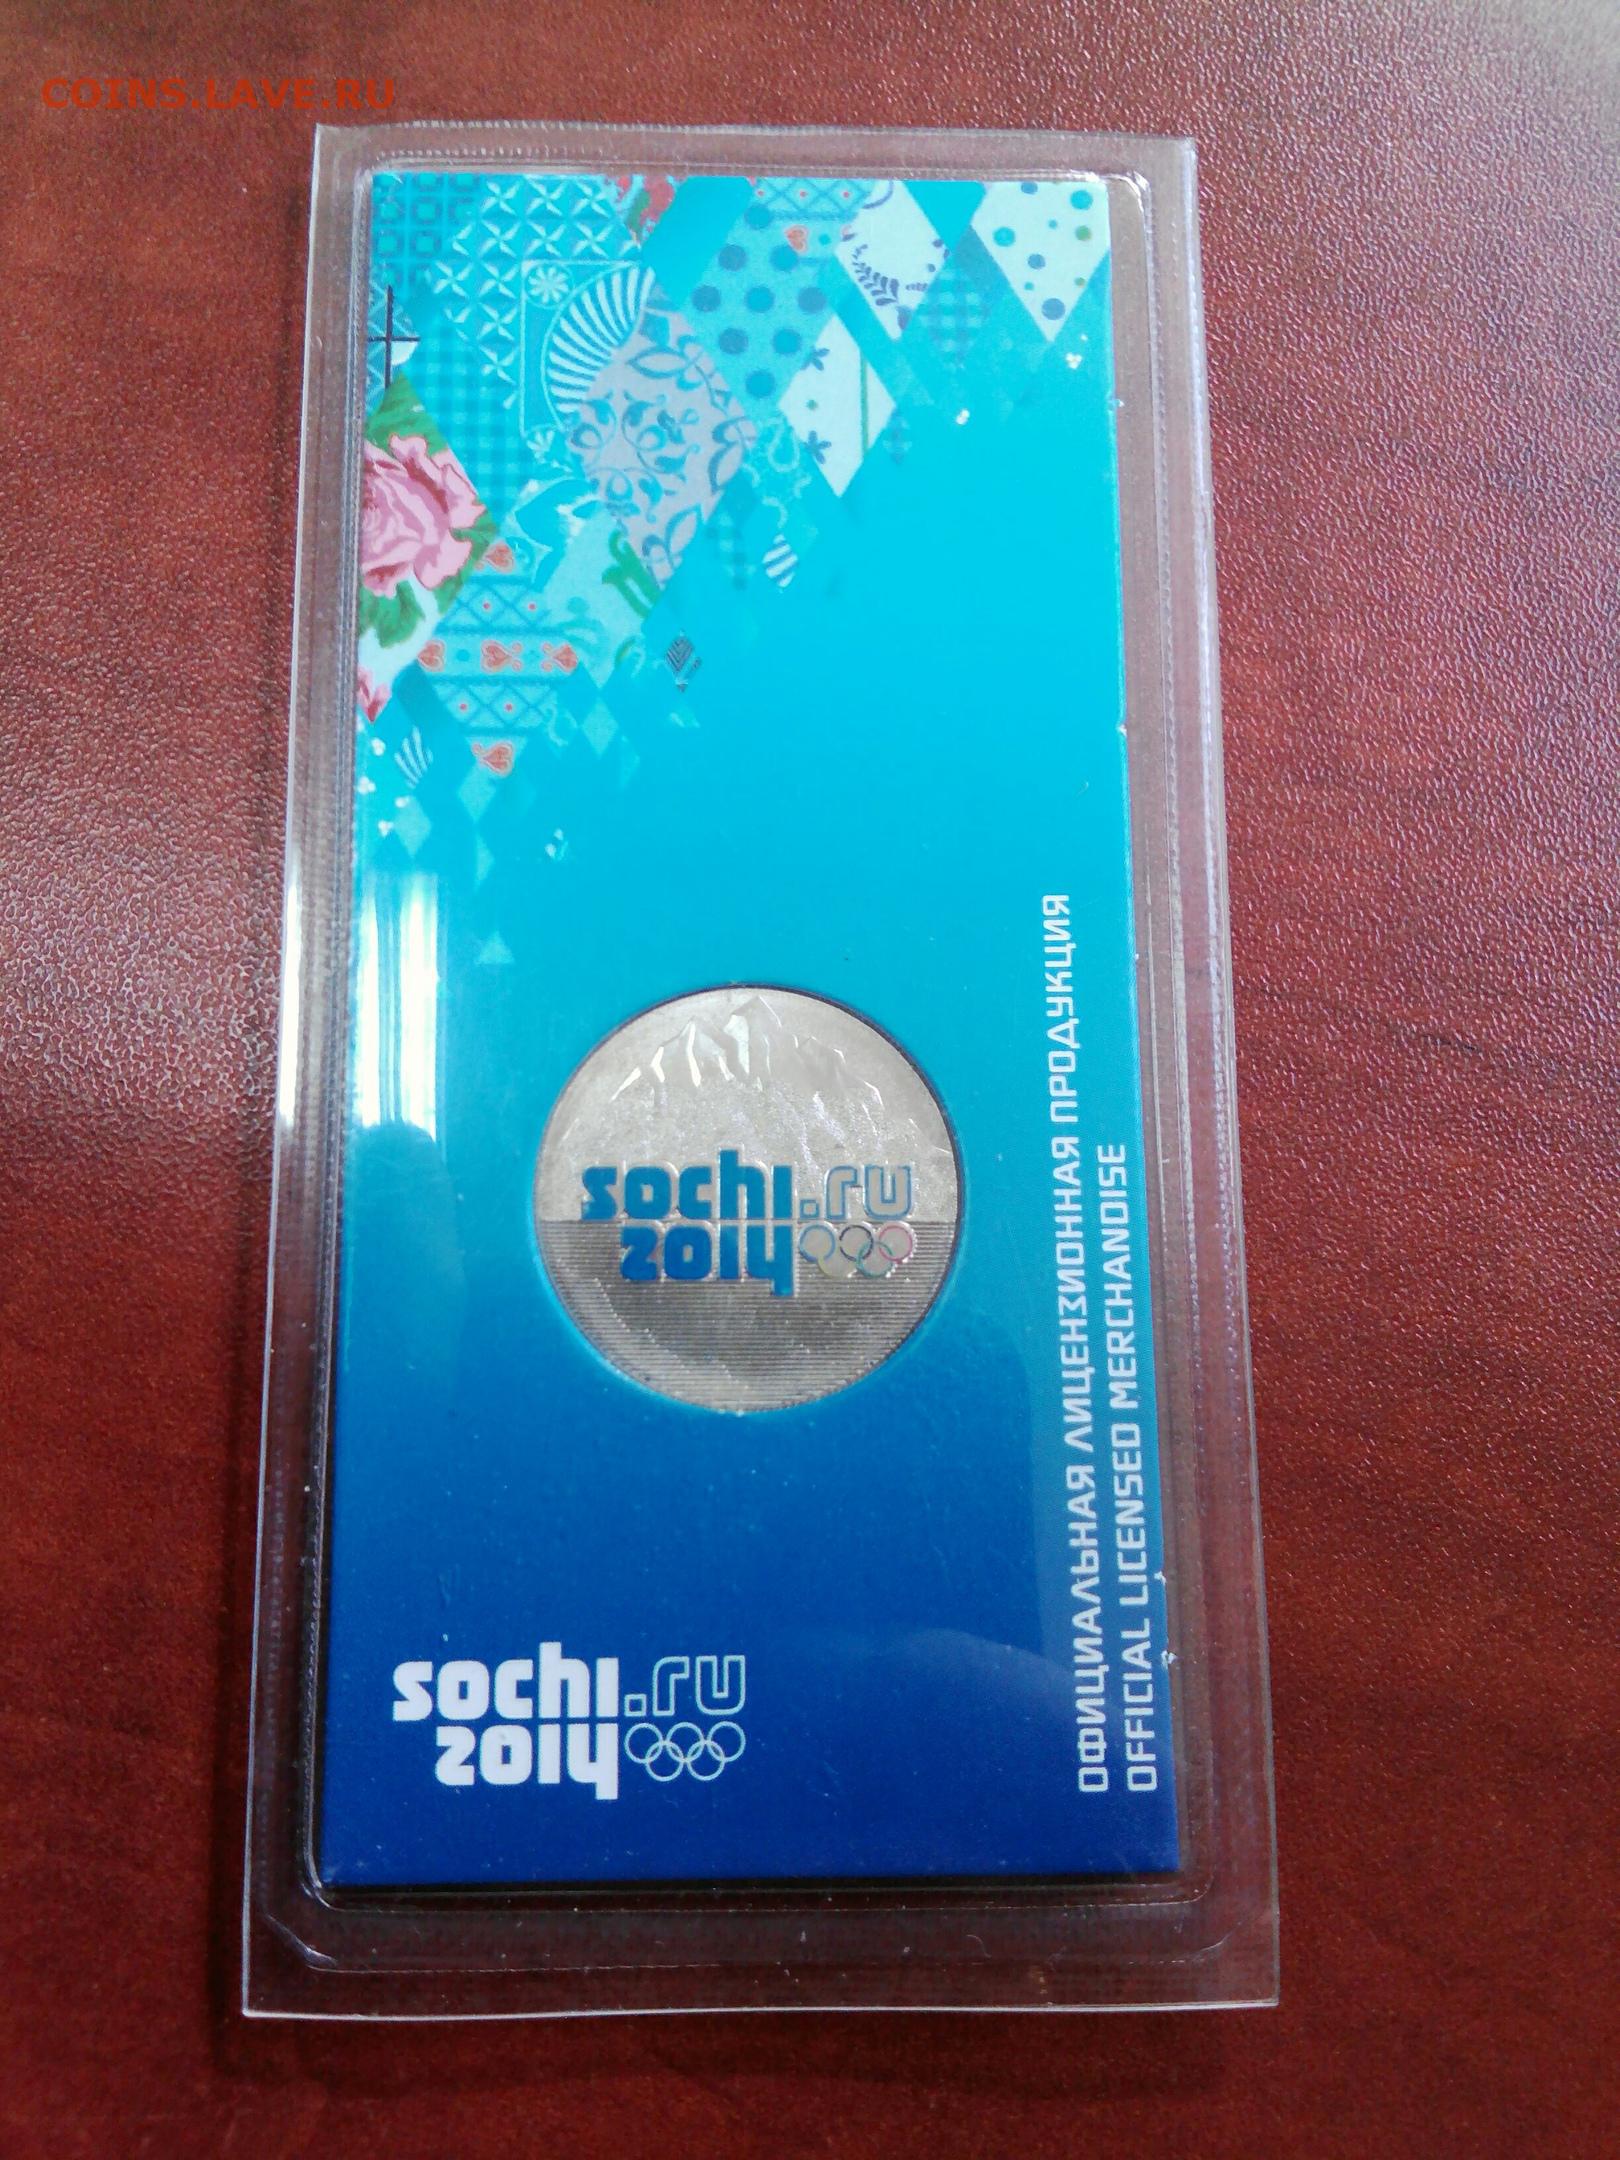 COINS.LAVE.RU
sochi.ru
2014
sochi.ru
2014
ОФИЦИАЛЬНАЯ ЛИЦЕНЗИОННАЯ ПРОДУКЦИЯ
OFFICIAL LICENSED MERCHANDISE